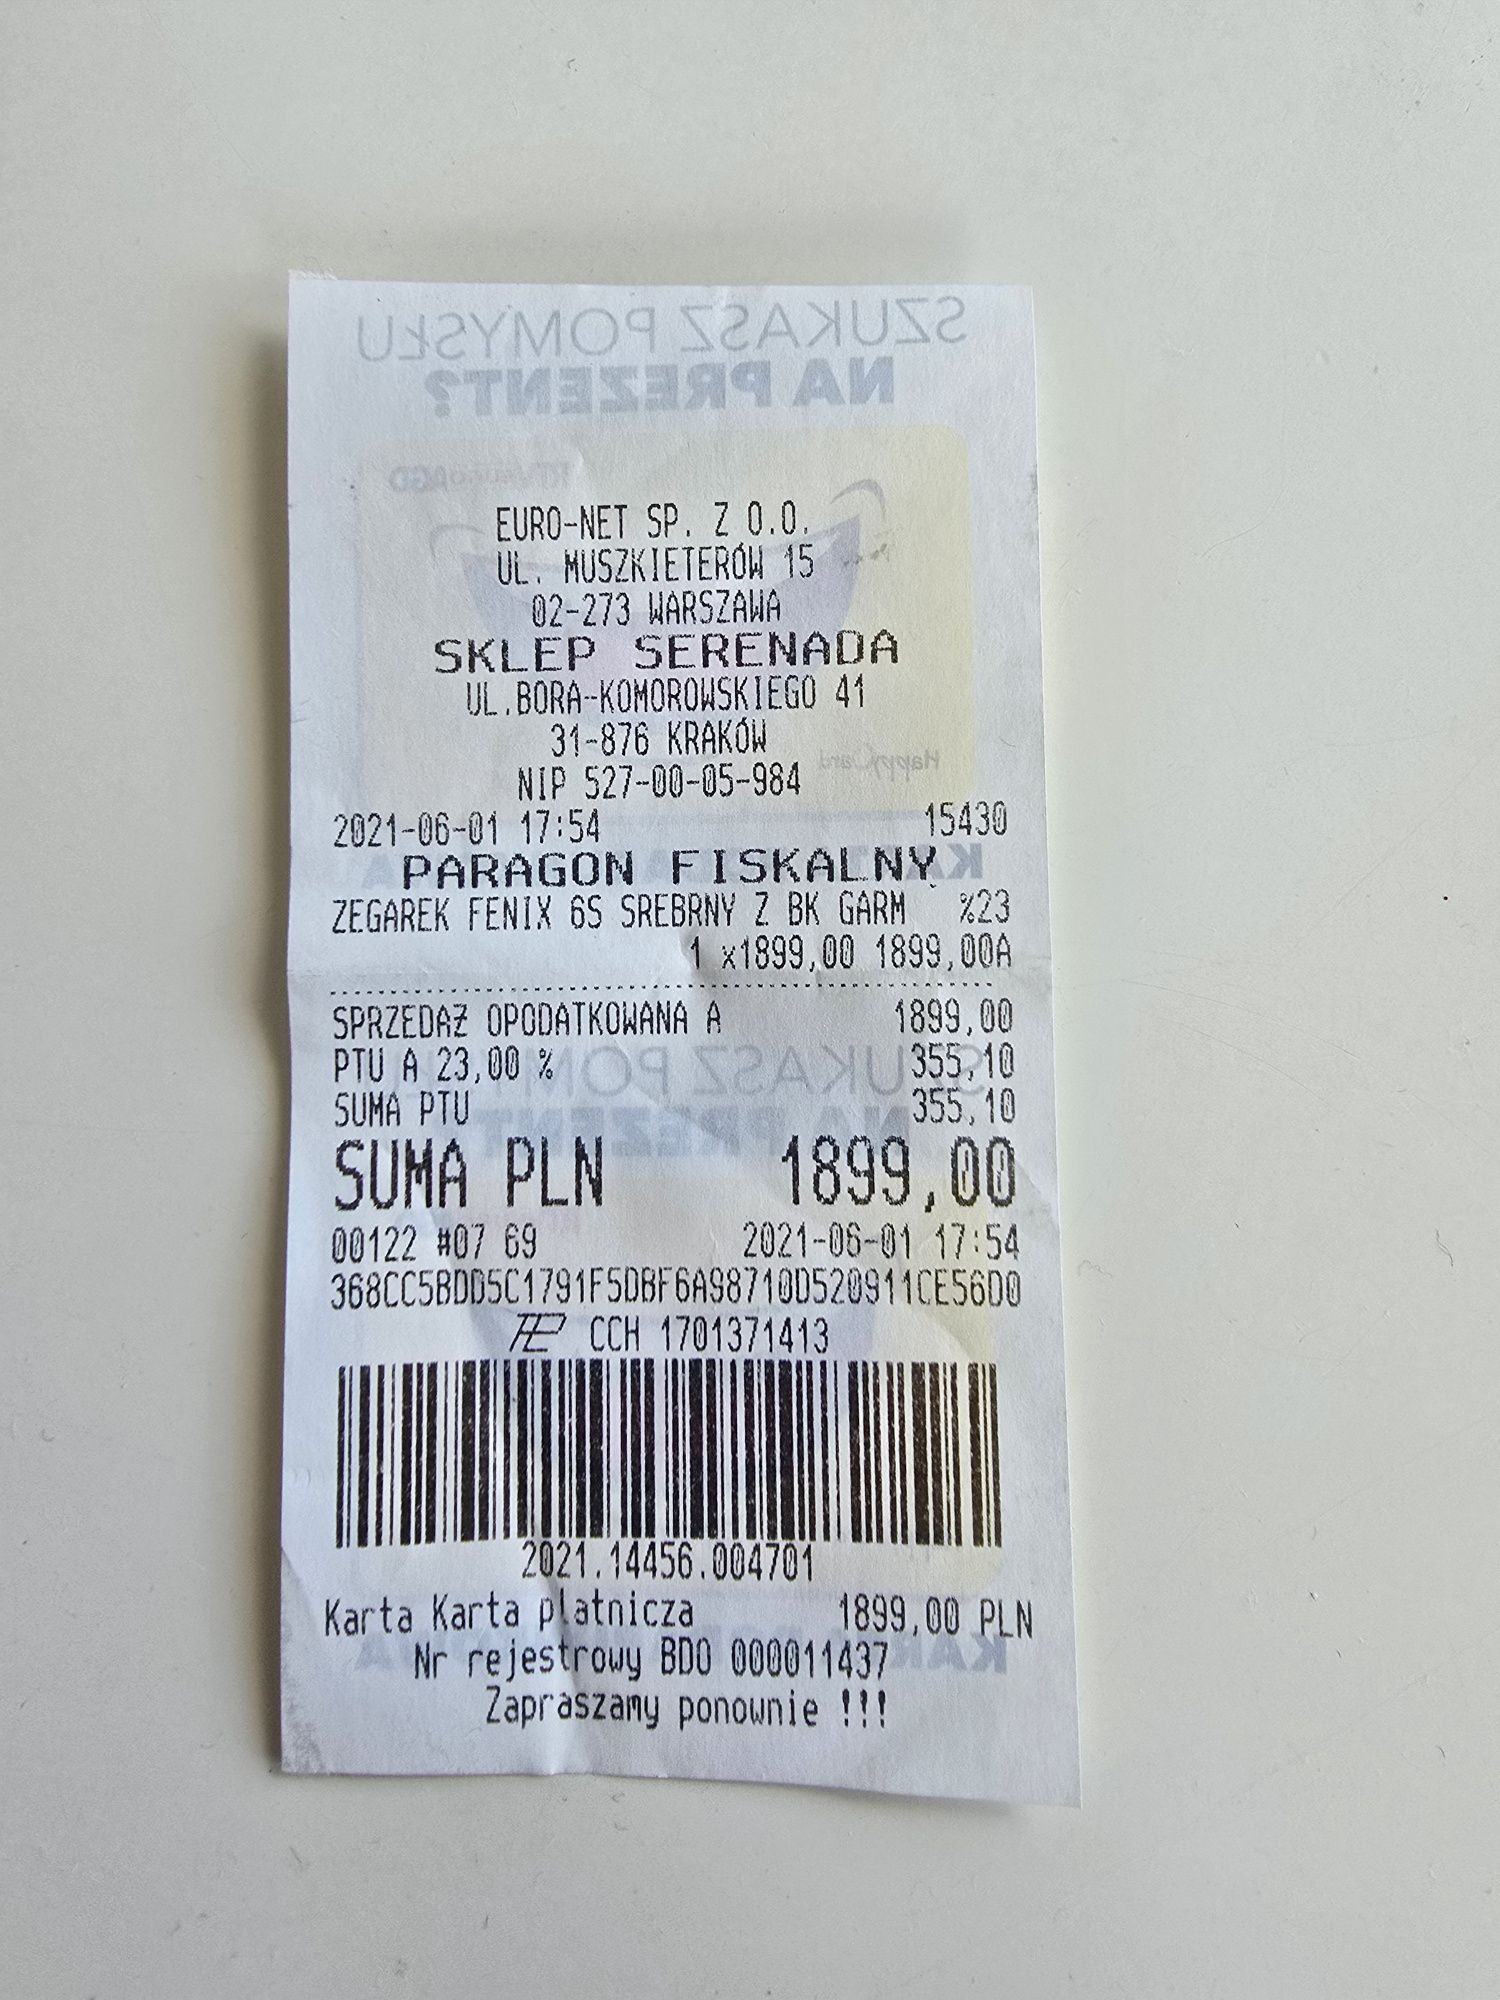 SZUKASZ POMYSŁU
NA PREZENT?
EURO-NET SP. Z O.O.
UL. MUSZKIETERÓW 15
02-273 WARSZAWA
SKLEP SERENADA
UL.BORA-KOMOROWSKIEGO 41
31-876 KRAKÓW
HappyCard
NIP 527-00-05-984
2021-06-01 17:54 15430
PARAGON FISKALNY
ZEGAREK FENIX 6S SREBRNY Z BK GARM %23
1 x1899,00 1899,00A
SPRZEDAŻ OPODATKOWANA A 1899,00
PTU A 23,00 % 355,10
SUMA PTU 355,10
SUMA PLN 1899,00
00122 #07 69 2021-06-01 17:54
368CC5BDD5C1791F5DBF6A98710D520911CE56D0
CCH 1701371413
2021.14456.004701
Karta Karta płatnicza 1899,00 PLN
Nr rejestrowy BDO 000011437
Zapraszamy ponownie !!!